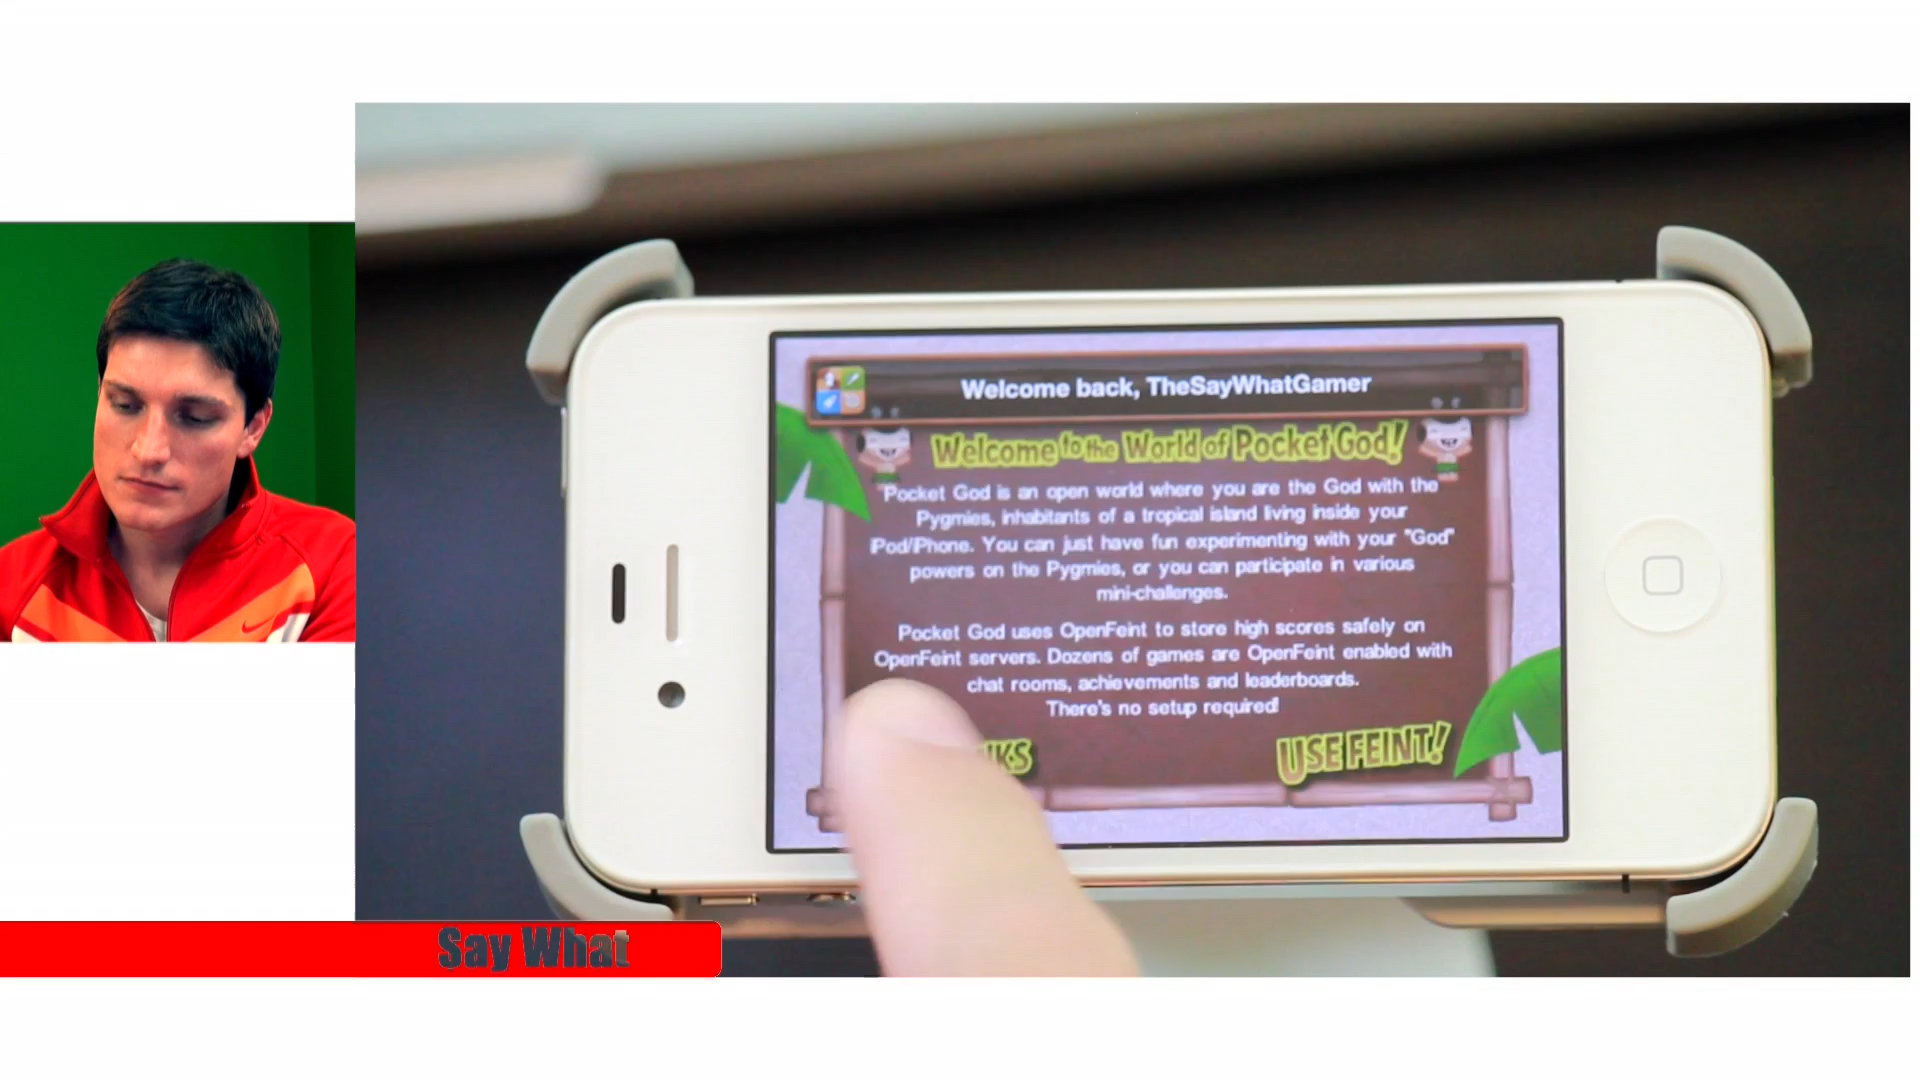 Welcome back, TheSayWhatGamer
Welcome to the World of Pocket God!
Pocket God is an open world where you are the God with the
Pygmies, inhabitants of a tropical island living inside your
iPod/iPhone. You can just have fun experimenting with your "God"
powers on the Pygmies, or you can participate in various
mini-challenges.
Pocket God uses OpenFeint to store high scores safely on
OpenFeint servers. Dozens of games are OpenFeint enabled with
chat rooms, achievements and leaderboards.
There's no setup required!
USE FEINT!
Say What